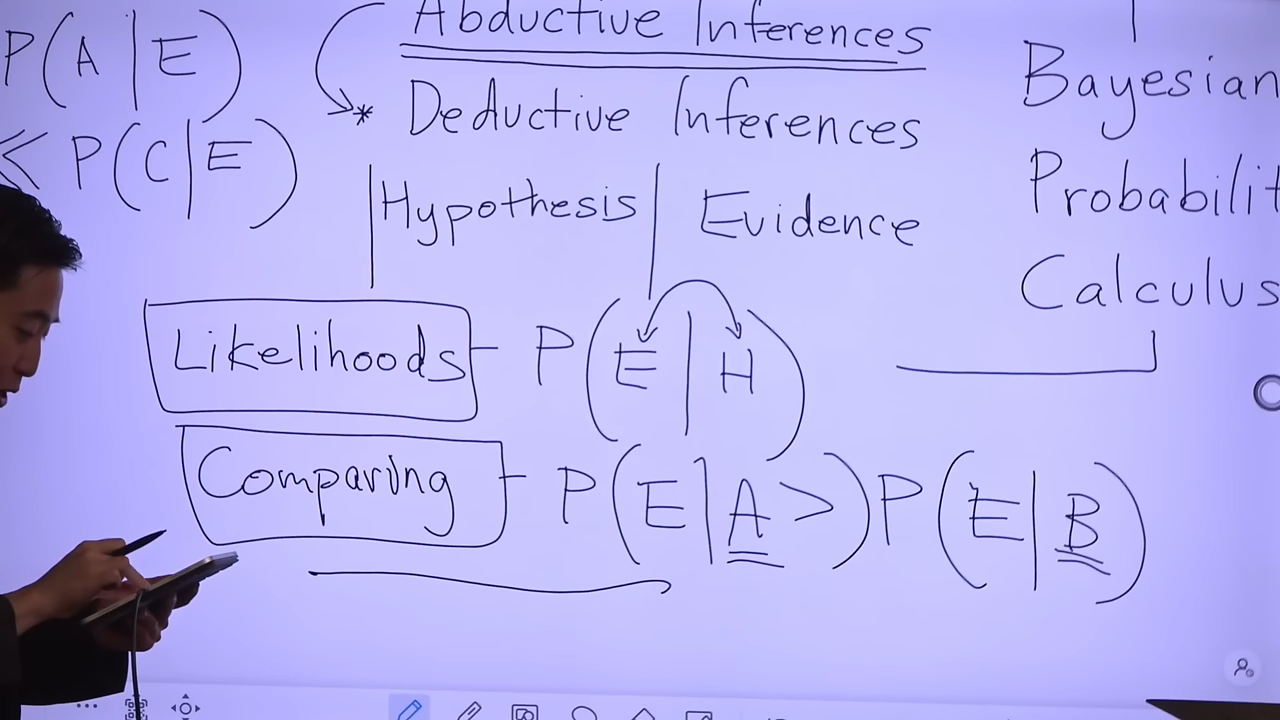 P(A|E)
≪ P(C|E)
Abductive Inferences
* Deductive Inferences
Hypothesis | Evidence
Likelihoods - P(E|H)
Comparing - P(E|A>)P(E|B)
Bayesian
Probabilit
Calculus